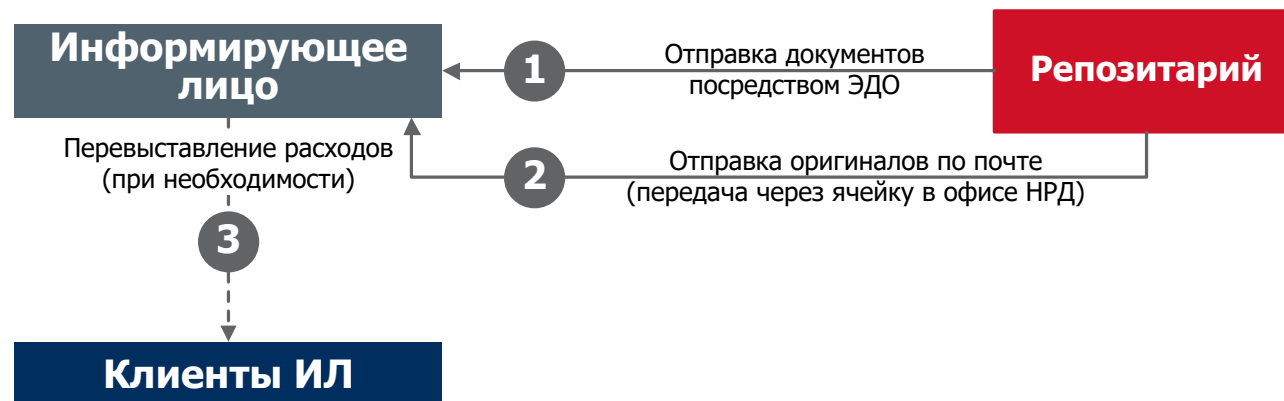 Информирующее
лицо
1
Отправка документов
посредством ЭДО
Репозитарий
Перевыставление расходов
(при необходимости)
2
Отправка оригиналов по почте
(передача через ячейку в офисе НРД)
3
Клиенты ИЛ